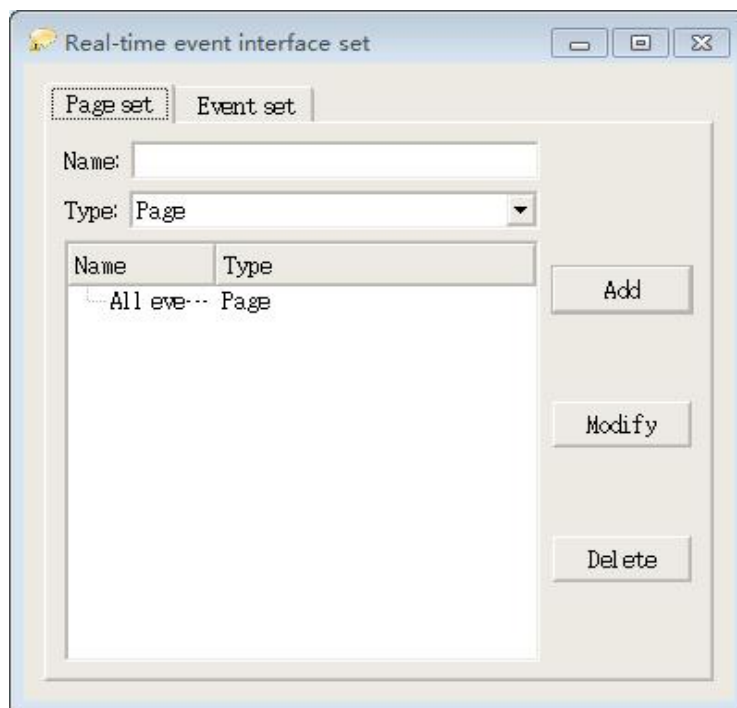 Real-time event interface set
Page set Event set
Name:
Type: Page
Name Type
All eve··· Page
Add
Modify
Delete